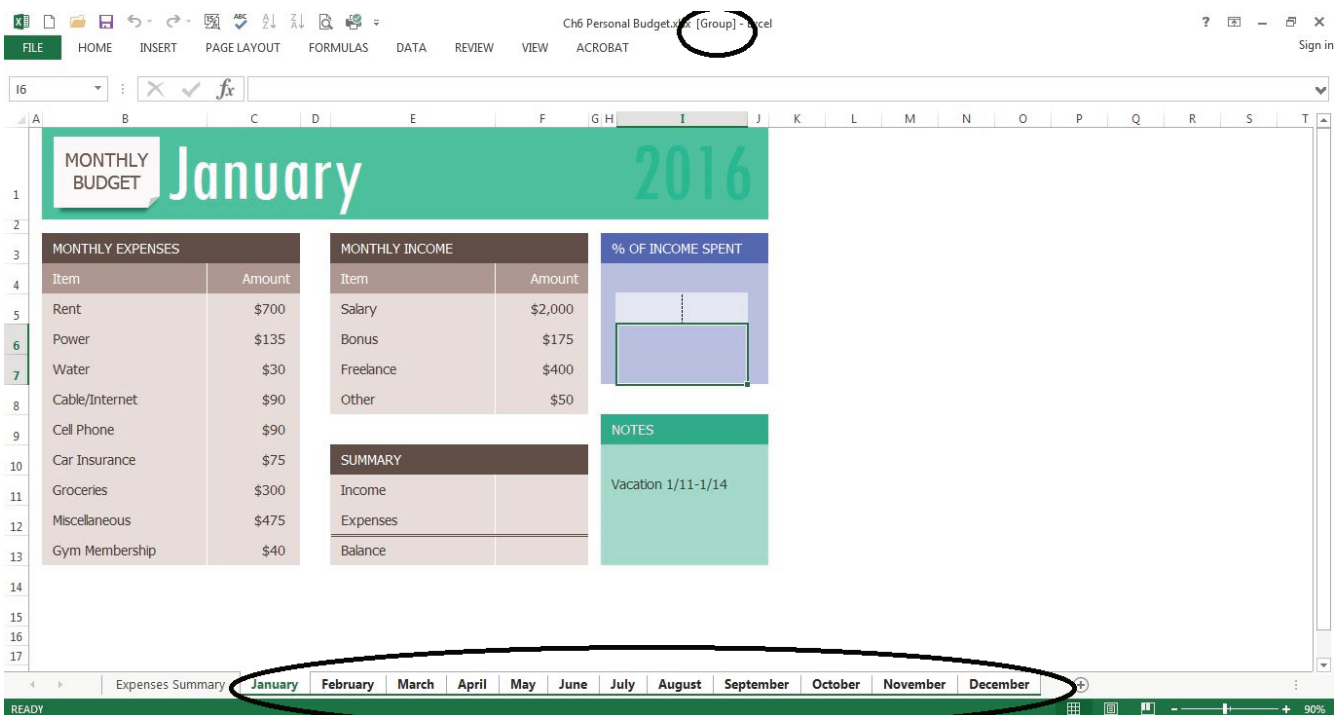 Ch6 Personal Budget.xlsx [Group] - Excel
?
FILE HOME INSERT PAGE LAYOUT FORMULAS DATA REVIEW VIEW ACROBAT Sign in
I6 fx
A B C D E F G H I J K L M N O P Q R S T
1
MONTHLY BUDGET January 2016
2
3 MONTHLY EXPENSES MONTHLY INCOME % OF INCOME SPENT
4 Item Amount Item Amount
5 Rent $700 Salary $2,000
6 Power $135 Bonus $175
7 Water $30 Freelance $400
8 Cable/Internet $90 Other $50
9 Cell Phone $90 NOTES
10 Car Insurance $75 SUMMARY
11 Groceries $300 Income Vacation 1/11-1/14
12 Miscellaneous $475 Expenses
13 Gym Membership $40 Balance
14
15
16
17
Expenses Summary January February March April May June July August September October November December
READY 90%